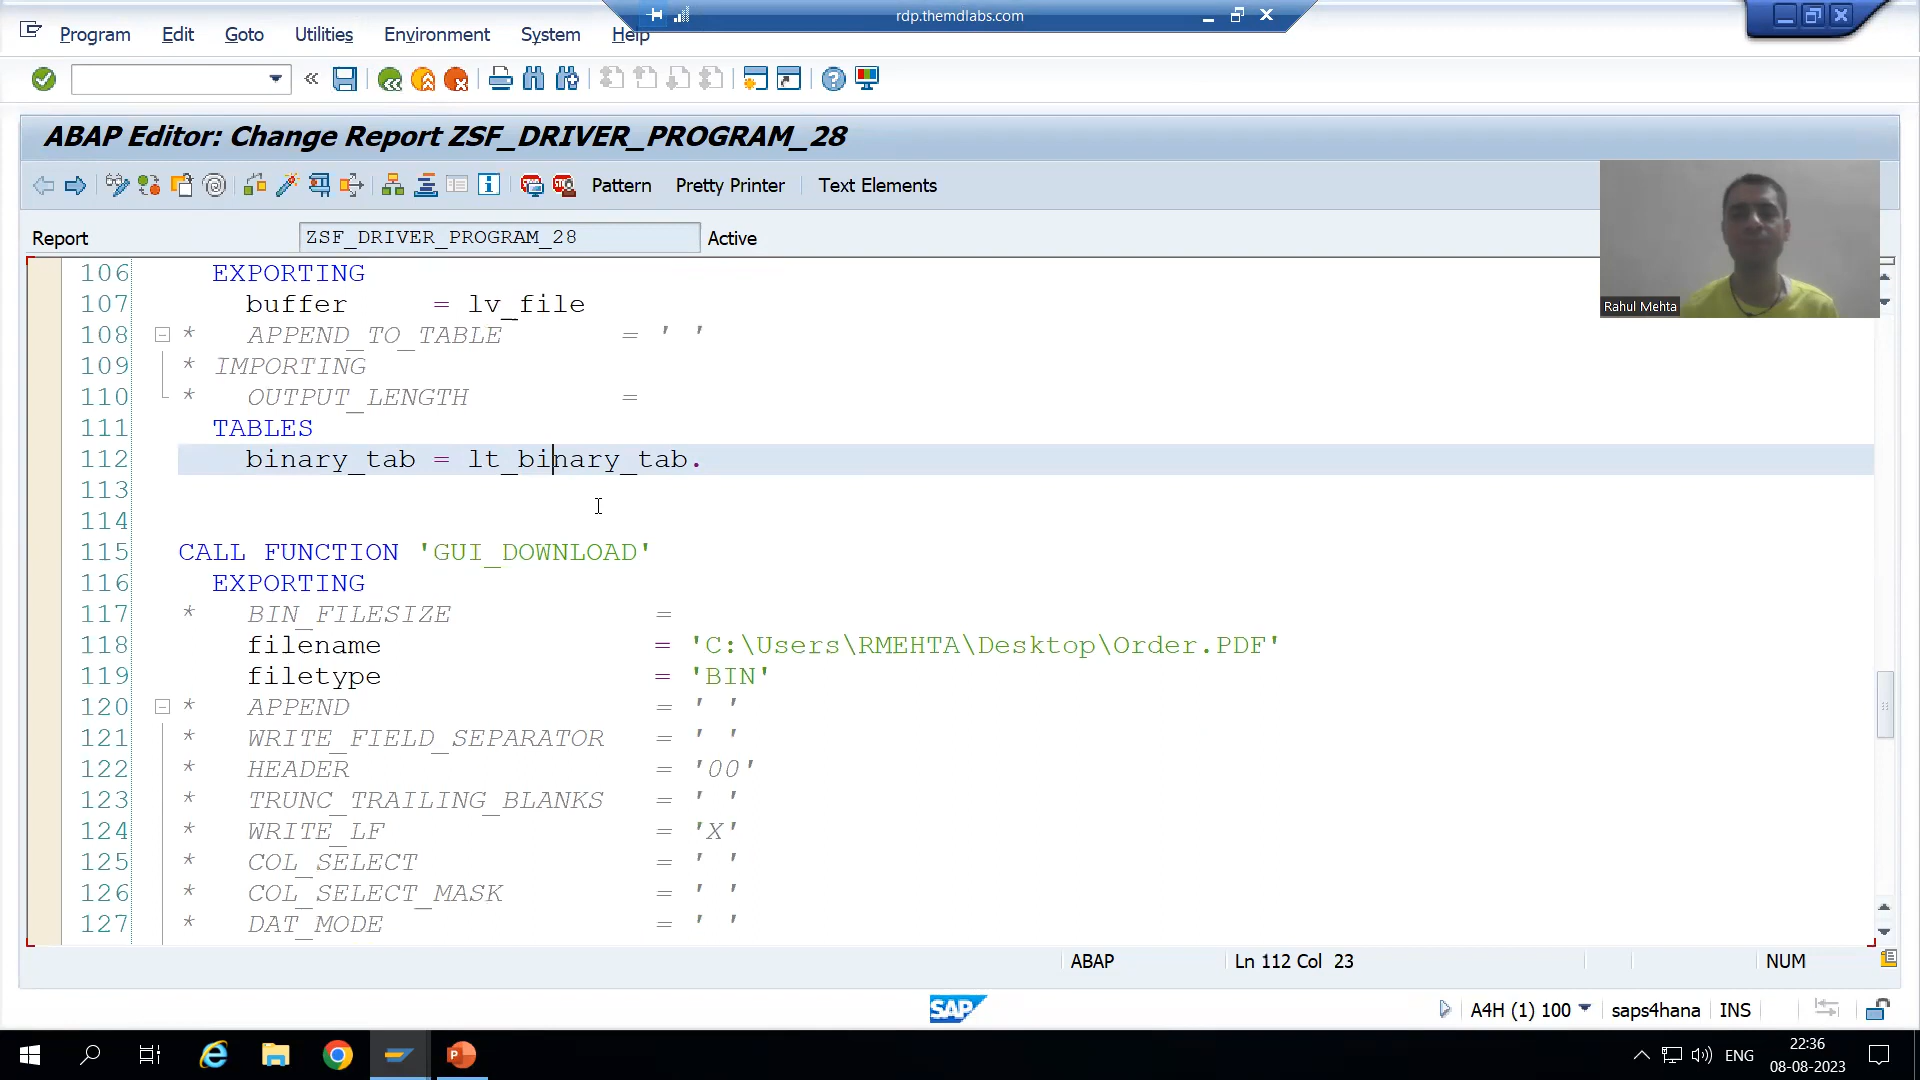 rdp.themdlabs.com
Program Edit Goto Utilities Environment System Help
ABAP Editor: Change Report ZSF_DRIVER_PROGRAM_28
Pattern Pretty Printer Text Elements
Report ZSF_DRIVER_PROGRAM_28 Active
Rahul Mehta
106 EXPORTING
107 buffer = lv_file
108 * APPEND_TO_TABLE = ' '
109 * IMPORTING
110 * OUTPUT_LENGTH =
111 TABLES
112 binary_tab = lt_binary_tab.
113
114
115 CALL FUNCTION 'GUI_DOWNLOAD'
116 EXPORTING
117 * BIN_FILESIZE =
118 filename = 'C:\Users\RMEHTA\Desktop\Order.PDF'
119 filetype = 'BIN'
120 * APPEND = ' '
121 * WRITE_FIELD_SEPARATOR = ' '
122 * HEADER = '00'
123 * TRUNC_TRAILING_BLANKS = ' '
124 * WRITE_LF = 'X'
125 * COL_SELECT = ' '
126 * COL_SELECT_MASK = ' '
127 * DAT_MODE = ' '
ABAP Ln 112 Col 23 NUM
SAP A4H (1) 100 saps4hana INS
ENG 22:36
08-08-2023